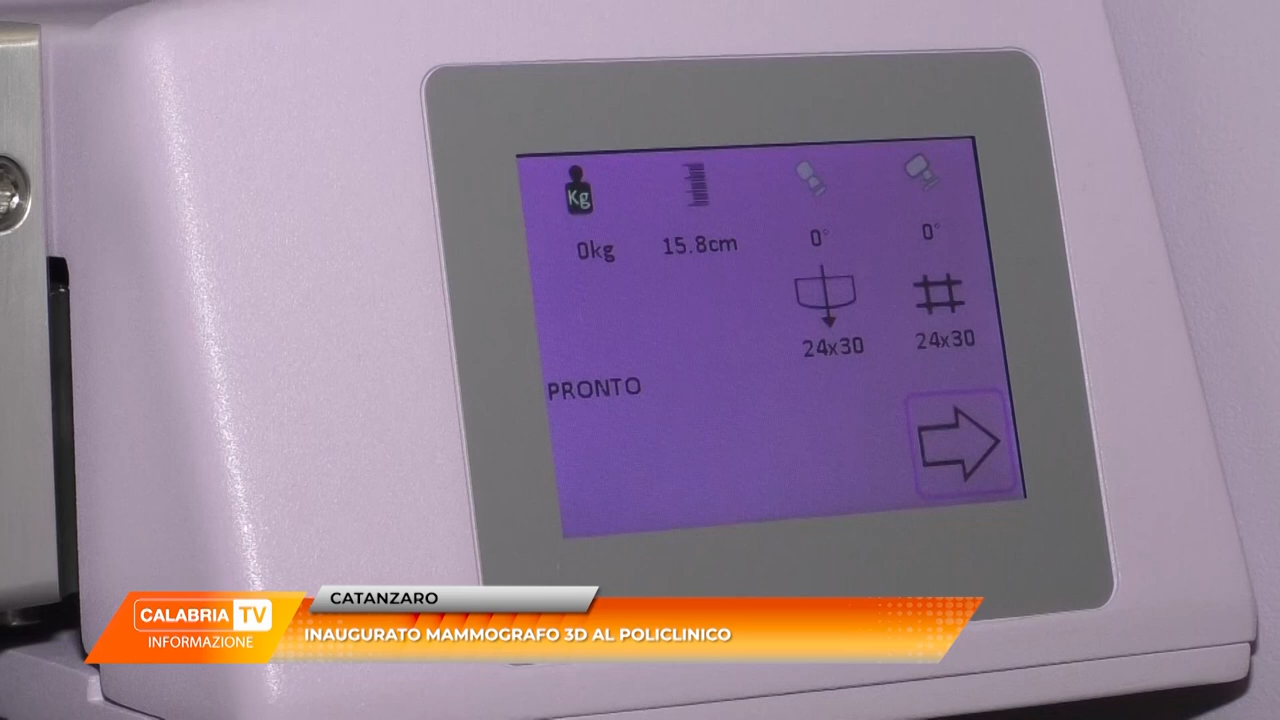 Kg
0kg 15.8cm 0° 0°
24x30 24x30
PRONTO
CATANZARO
CALABRIA TV
INFORMAZIONE
INAUGURATO MAMMOGRAFO 3D AL POLICLINICO